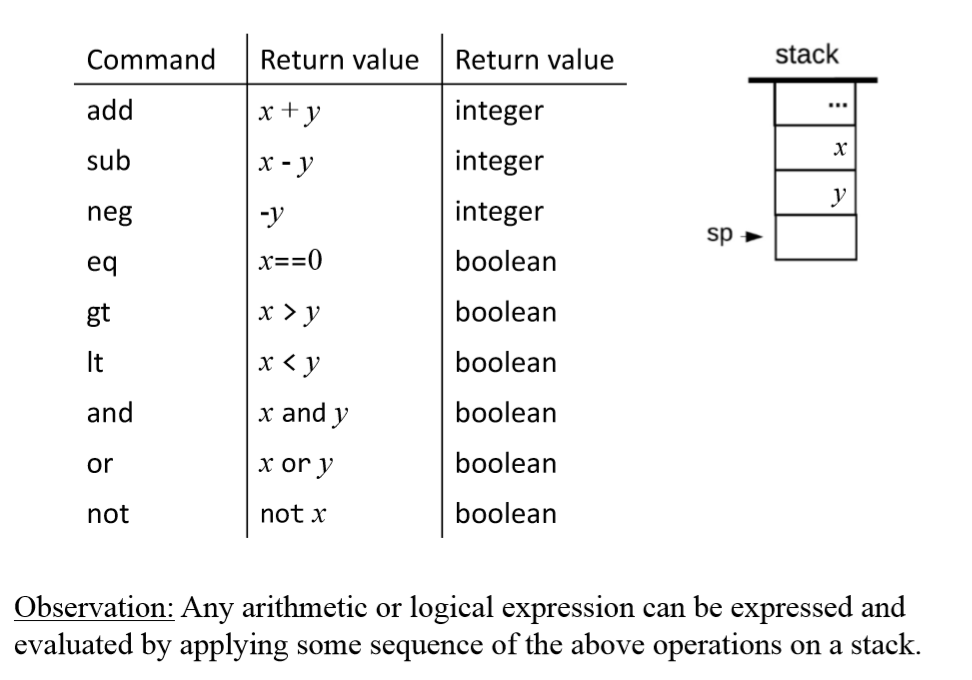 Command Return value Return value
add x + y integer
sub x - y integer
neg -y integer
eq x==0 boolean
gt x > y boolean
lt x < y boolean
and x and y boolean
or x or y boolean
not not x boolean
stack
...
x
y
sp
Observation: Any arithmetic or logical expression can be expressed and
evaluated by applying some sequence of the above operations on a stack.